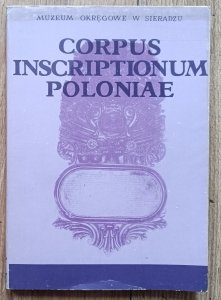 MUZEUM OKRĘGOWE W SIERADZU
CORPUS
INSCRIPTIONUM
POLONIAE